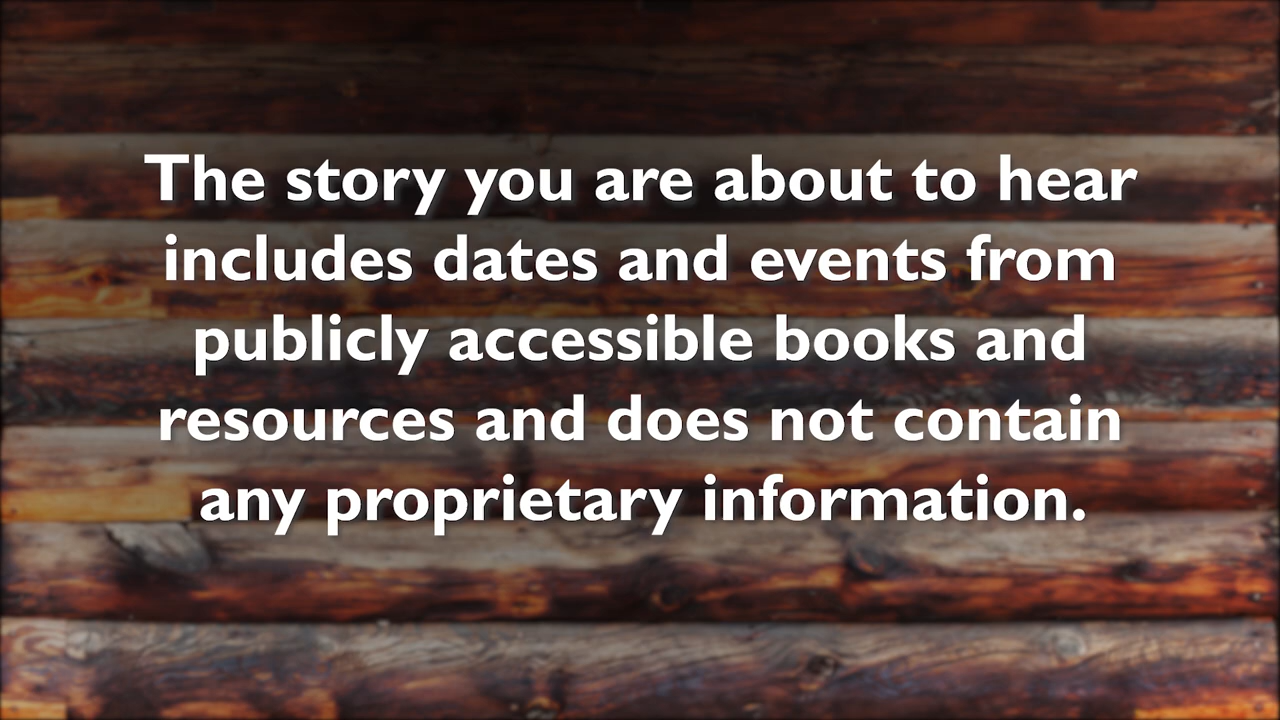 The story you are about to hear
includes dates and events from
publicly accessible books and
resources and does not contain
any proprietary information.